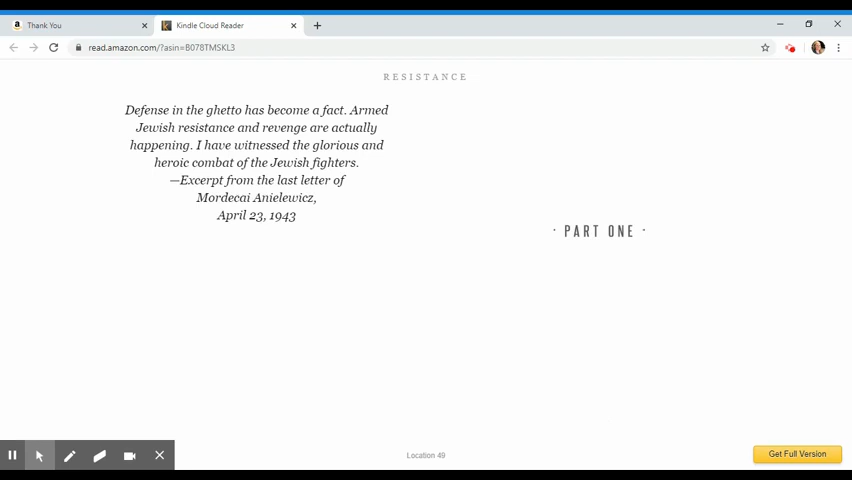 Thank You
Kindle Cloud Reader
read.amazon.com/?asin=B078TMSKL3
RESISTANCE
Defense in the ghetto has become a fact. Armed
Jewish resistance and revenge are actually
happening. I have witnessed the glorious and
heroic combat of the Jewish fighters.
—Excerpt from the last letter of
Mordecai Anielewicz,
April 23, 1943
· PART ONE ·
Location 49
Get Full Version